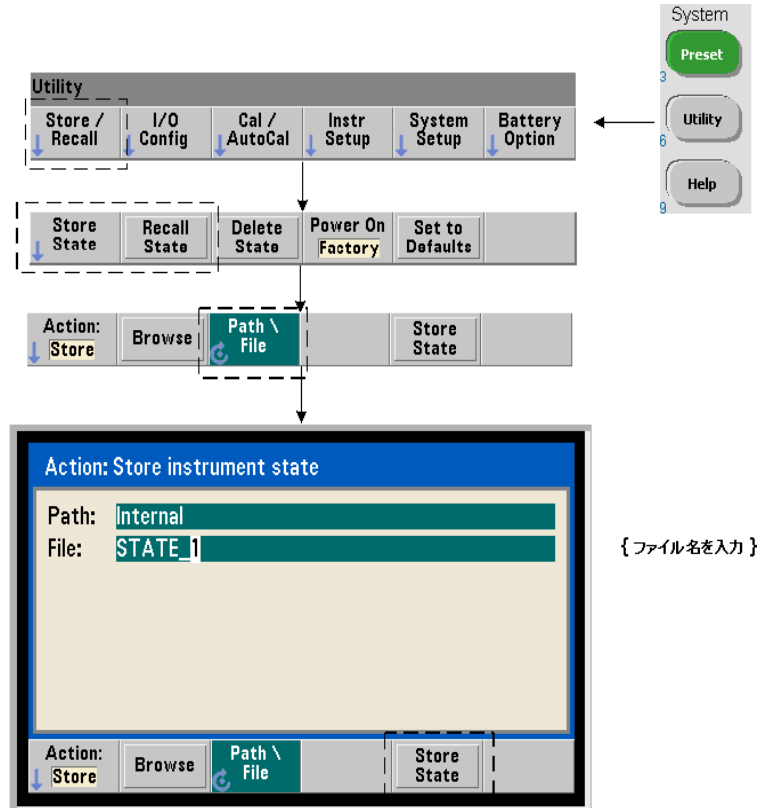 System
Preset
3
Utility
6
Help
9
Utility
Store / Recall
I/O Config
Cal / AutoCal
Instr Setup
System Setup
Battery Option
Store State
Recall State
Delete State
Power On Factory
Set to Defaults
Action: Store
Browse
Path \ File
Store State
Action: Store instrument state
Path: Internal
File: STATE_1
{ファイル名を入力}
Action: Store
Browse
Path \ File
Store State